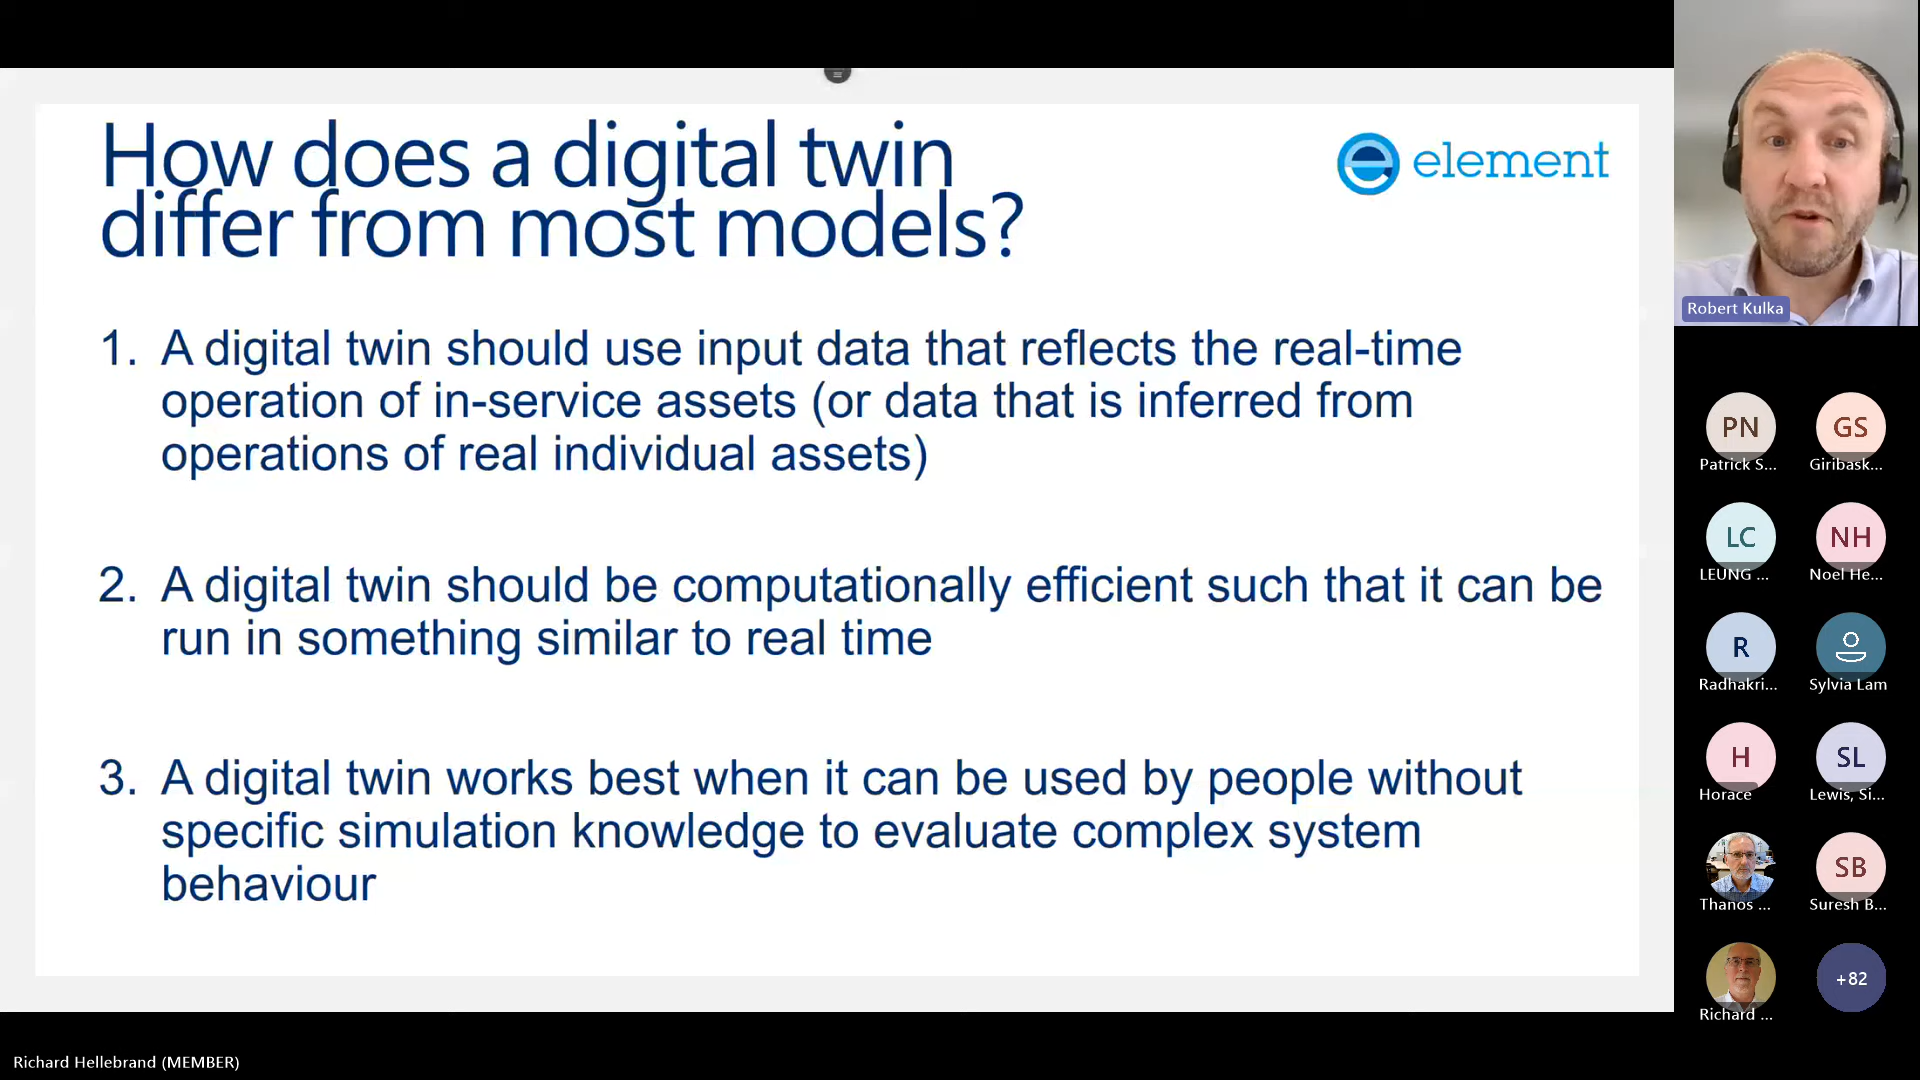 How does a digital twin
differ from most models?
element
1. A digital twin should use input data that reflects the real-time
operation of in-service assets (or data that is inferred from
operations of real individual assets)
2. A digital twin should be computationally efficient such that it can be
run in something similar to real time
3. A digital twin works best when it can be used by people without
specific simulation knowledge to evaluate complex system
behaviour
Robert Kulka
PN
GS
Patrick S...
Giribask...
LC
NH
LEUNG ...
Noel He...
R
Radhakri...
Sylvia Lam
H
SL
Horace
Lewis, Si...
SB
Thanos ...
Suresh B...
+82
Richard ...
Richard Hellebrand (MEMBER)